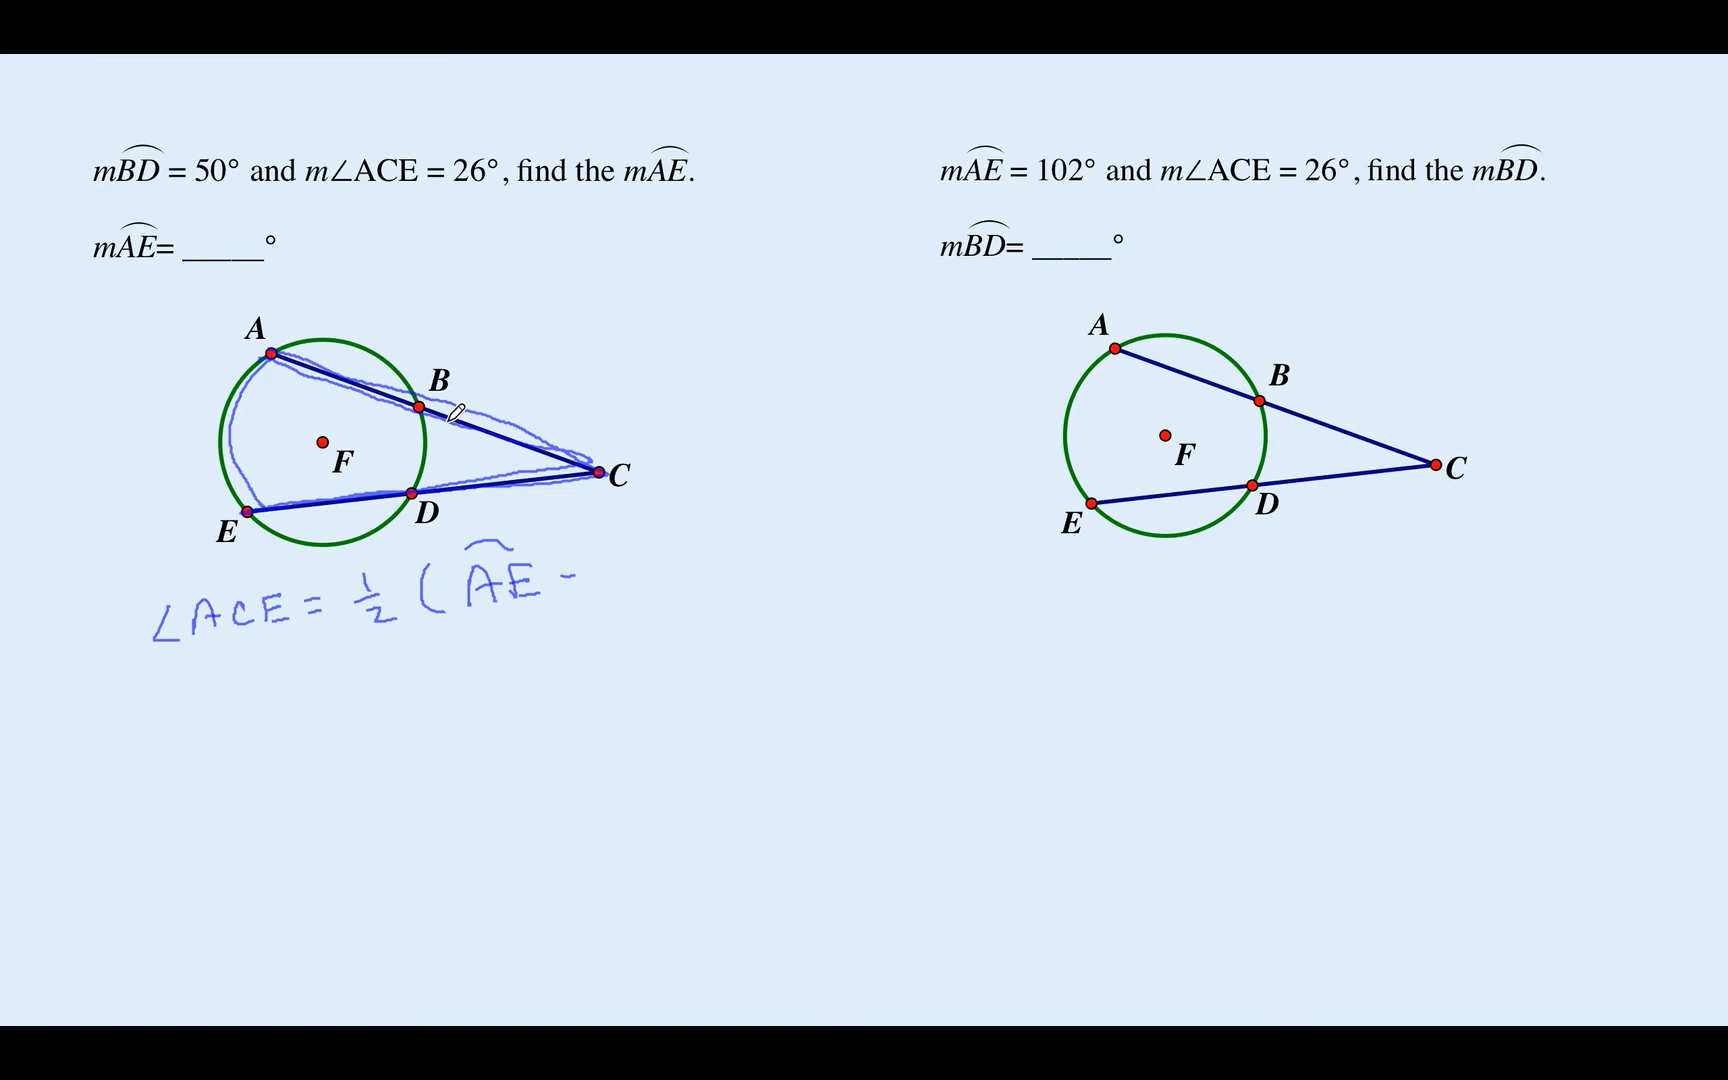 mBD = 50° and m∠ACE = 26°, find the mAE.
mAE= _____°
A
B
F
C
D
E
∠ACE = 1/2 ( AE -
mAE = 102° and m∠ACE = 26°, find the mBD.
mBD= _____°
A
B
F
C
D
E